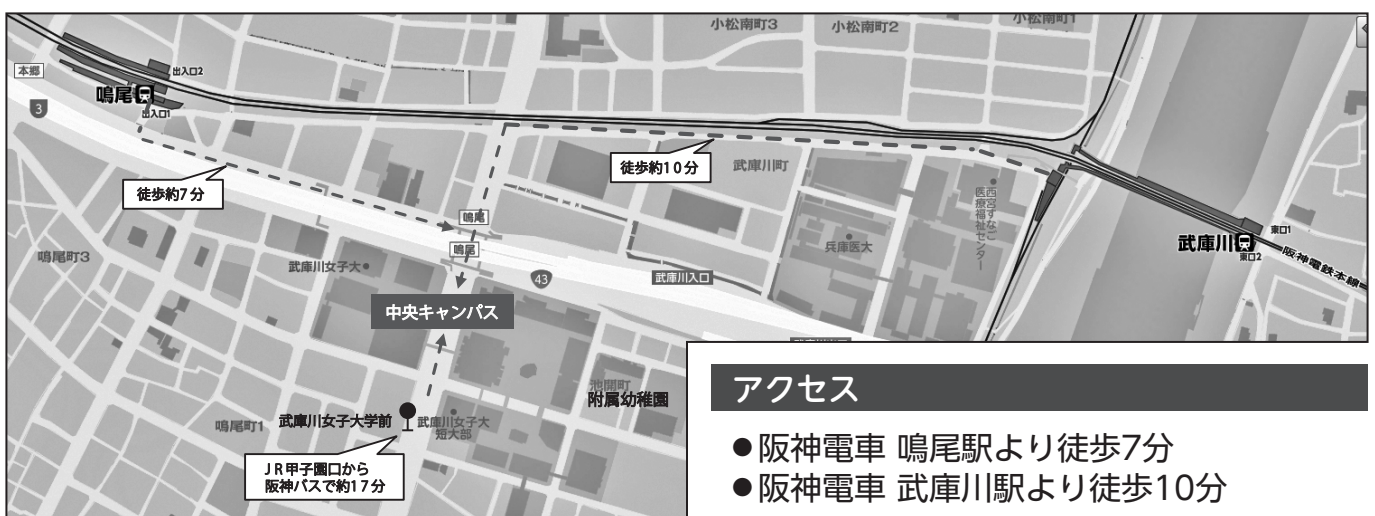 小松南町3
小松南町2
小松南町1
本郷
出入口2
鳴尾
出入口1
3
徒歩約7分
徒歩約10分
武庫川町
西宮すなご
医療福祉センター
兵庫医大
武庫川
東口1
東口2
阪神電鉄本線
鳴尾
鳴尾
鳴尾町3
武庫川女子大
43
武庫川入口
中央キャンパス
池開町
附属幼稚園
鳴尾町1
武庫川女子大学前
武庫川女子大
短大部
JR甲子園口から
阪神バスで約17分
アクセス
●阪神電車 鳴尾駅より徒歩7分
●阪神電車 武庫川駅より徒歩10分